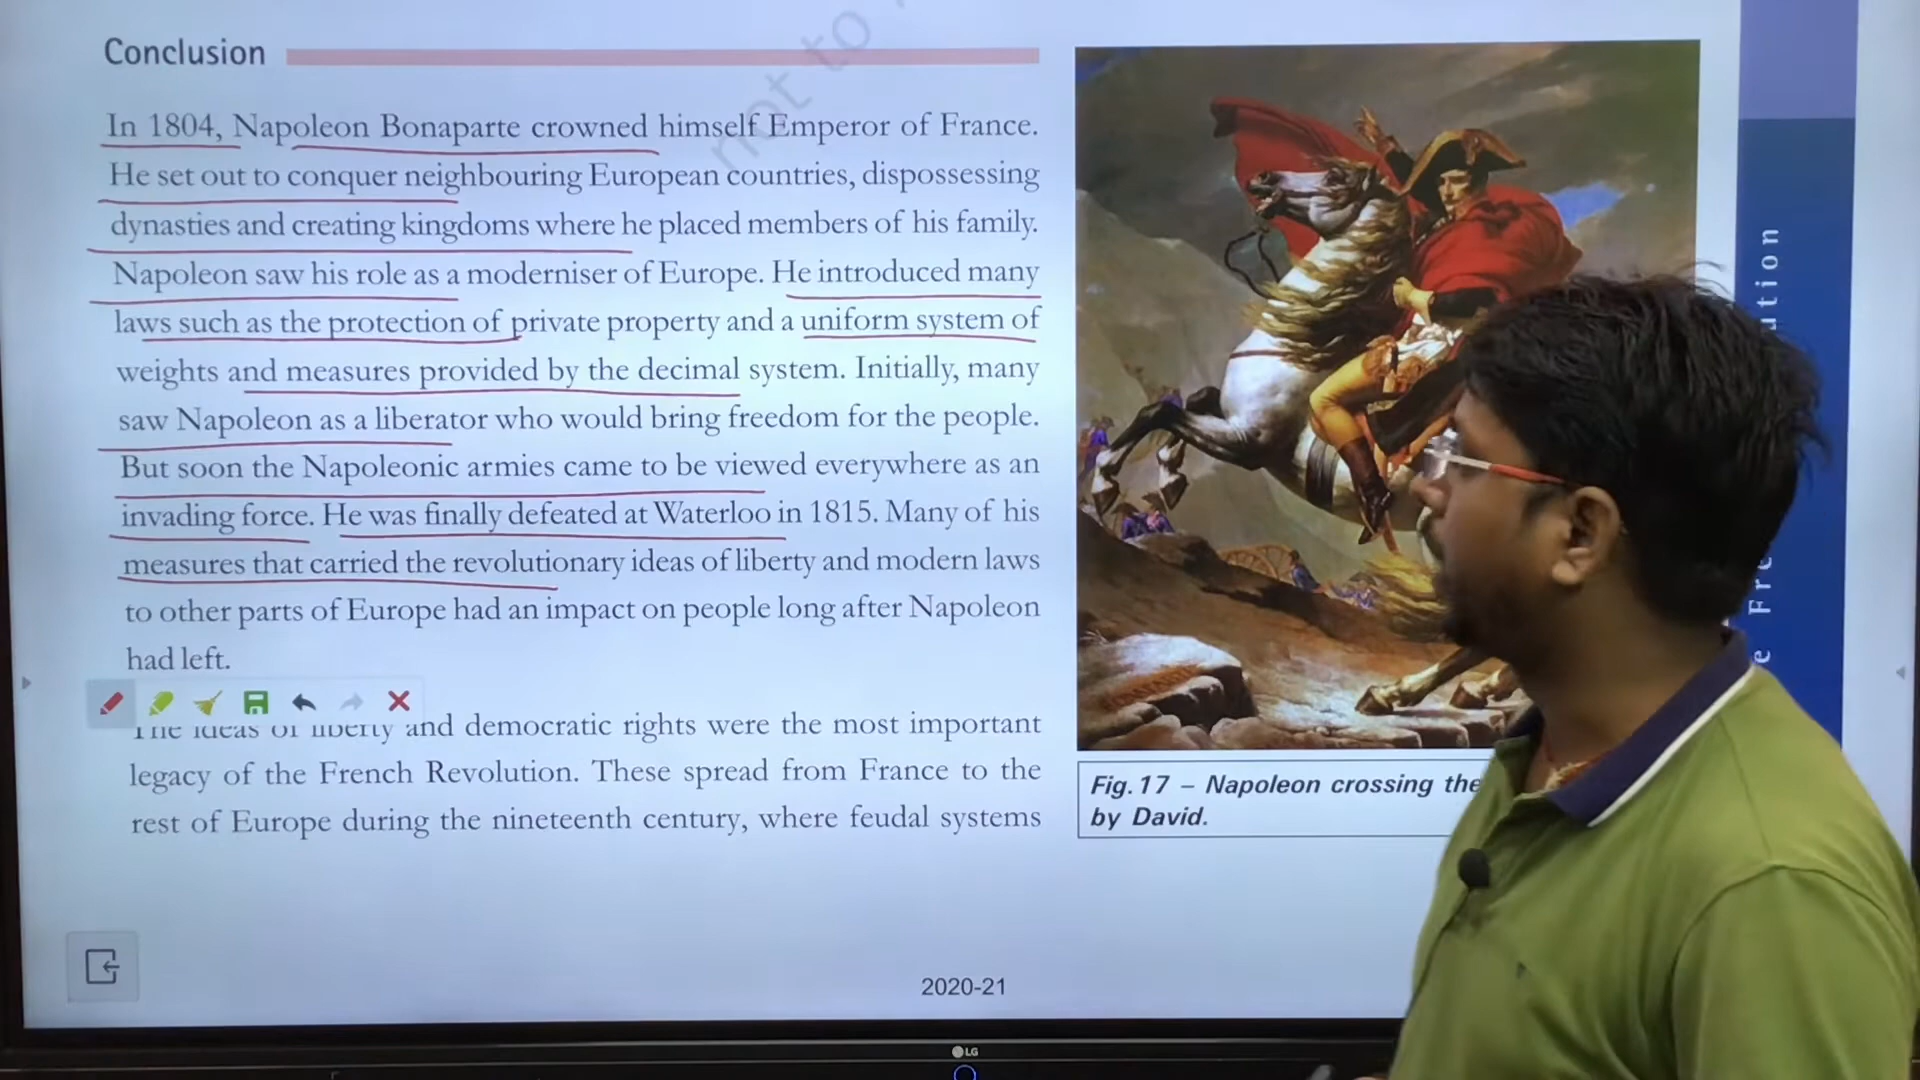 Conclusion
not to
In 1804, Napoleon Bonaparte crowned himself Emperor of France.
He set out to conquer neighbouring European countries, dispossessing
dynasties and creating kingdoms where he placed members of his family.
Napoleon saw his role as a moderniser of Europe. He introduced many
laws such as the protection of private property and a uniform system of
weights and measures provided by the decimal system. Initially, many
saw Napoleon as a liberator who would bring freedom for the people.
But soon the Napoleonic armies came to be viewed everywhere as an
invading force. He was finally defeated at Waterloo in 1815. Many of his
measures that carried the revolutionary ideas of liberty and modern laws
to other parts of Europe had an impact on people long after Napoleon
had left.
The ideas of liberty and democratic rights were the most important
legacy of the French Revolution. These spread from France to the
rest of Europe during the nineteenth century, where feudal systems
Fig.17 – Napoleon crossing the
by David.
2020-21
LG